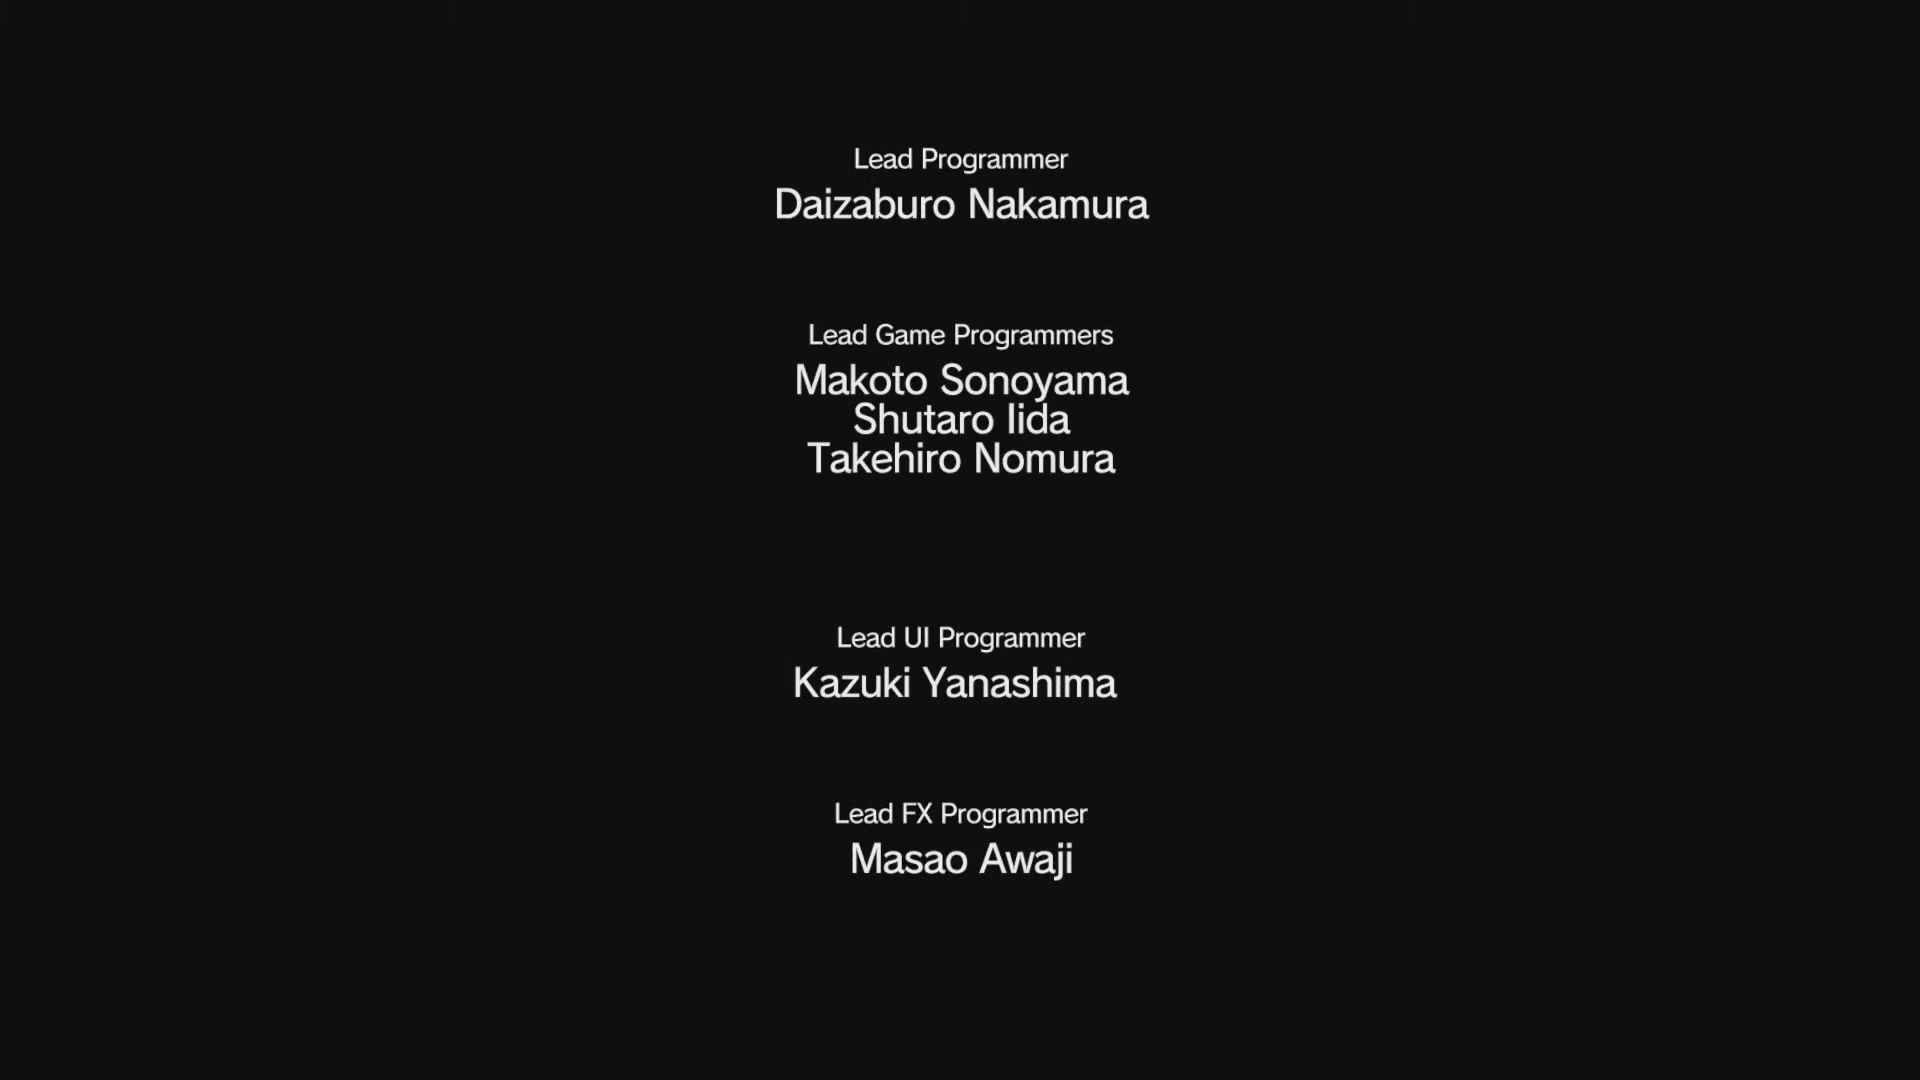 Lead Programmer
Daizaburo Nakamura
Lead Game Programmers
Makoto Sonoyama
Shutaro Iida
Takehiro Nomura
Lead UI Programmer
Kazuki Yanashima
Lead FX Programmer
Masao Awaji